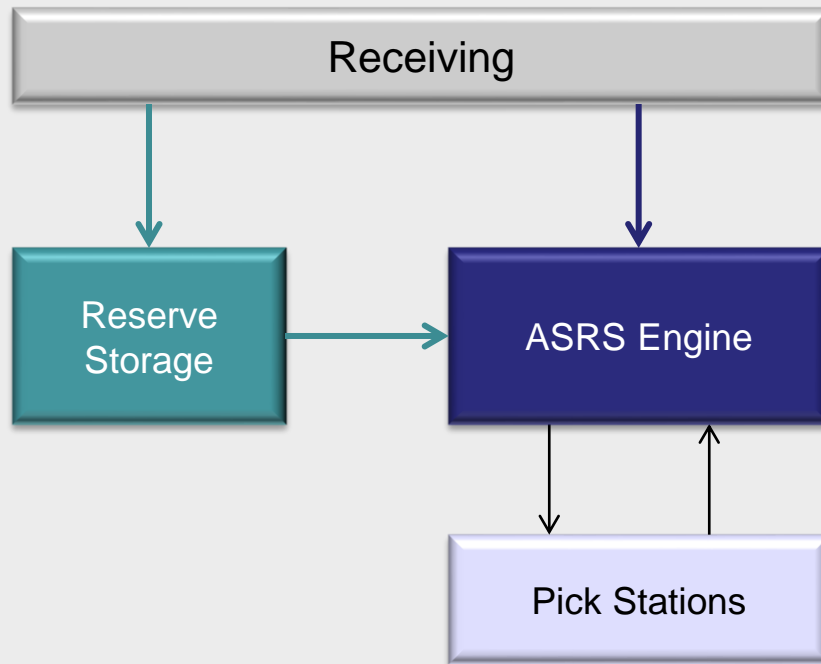 Receiving
Reserve
Storage
ASRS Engine
Pick Stations